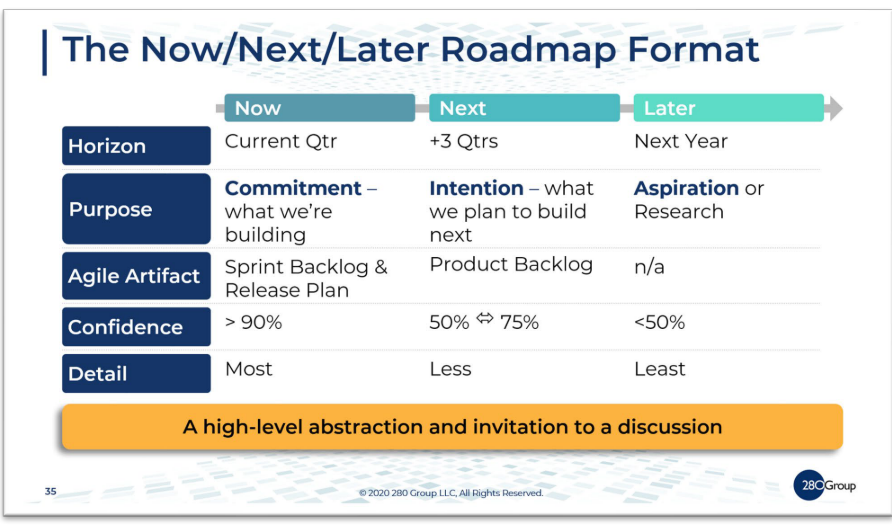 The Now/Next/Later Roadmap Format
Now Next Later
Horizon Current Qtr +3 Qtrs Next Year
Purpose
Commitment –
what we're
building
Intention – what
we plan to build
next
Aspiration or
Research
Agile Artifact
Sprint Backlog &
Release Plan
Product Backlog
n/a
Confidence > 90% 50% ⇔ 75% <50%
Detail Most Less Least
A high-level abstraction and invitation to a discussion
35
© 2020 280 Group LLC, All Rights Reserved.
280Group